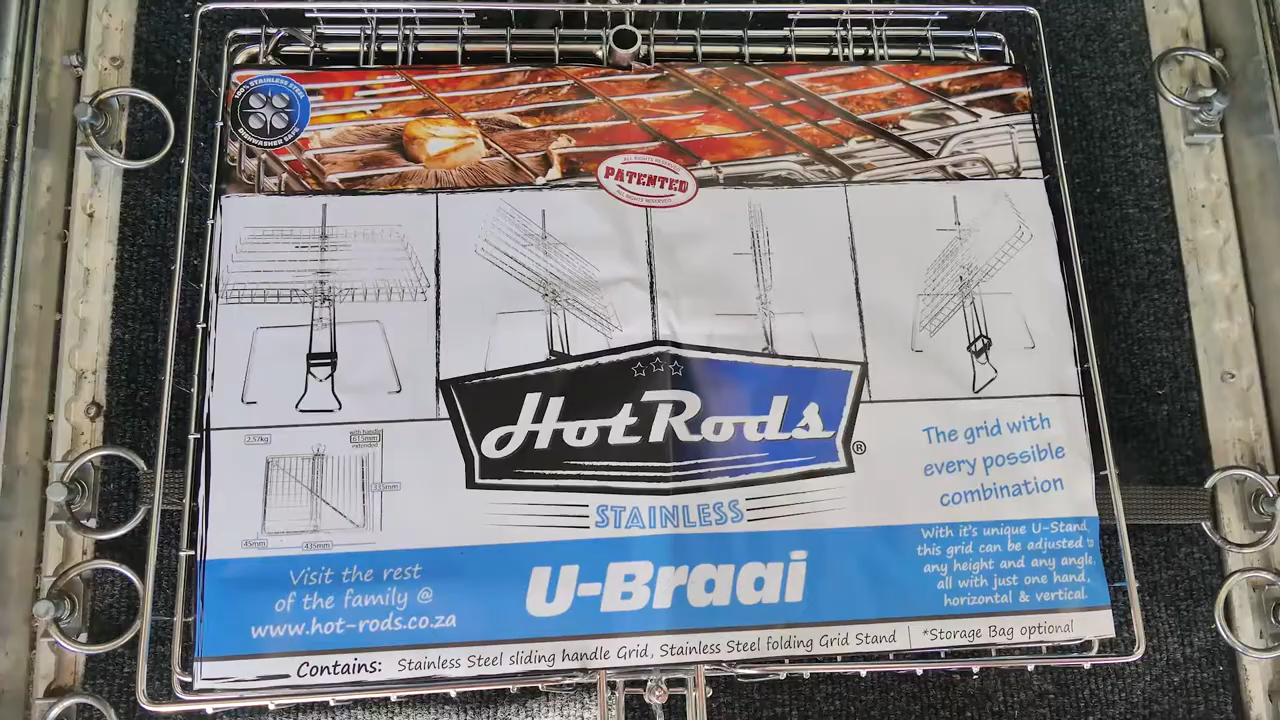 100% STAINLESS STEEL
DISHWASHER SAFE
ALL RIGHTS RESERVED
PATENTED
ALL RIGHTS RESERVED
2.57kg
with handle
615mm
extended
335mm
45mm
435mm
HotRods®
STAINLESS
The grid with
every possible
combination
Visit the rest
of the family @
www.hot-rods.co.za
U-Braai
With it's unique U-Stand,
this grid can be adjusted to
any height and any angle,
all with just one hand,
horizontal & vertical.
Contains: Stainless Steel sliding handle Grid, Stainless Steel folding Grid Stand | *Storage Bag optional